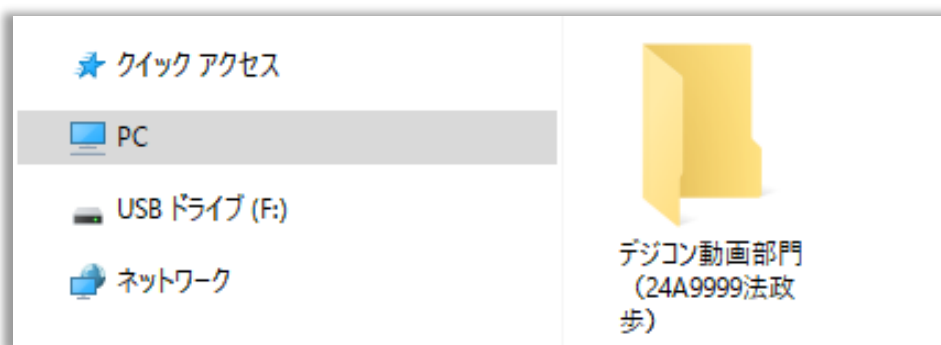 クイック アクセス
PC
USB ドライブ (F:)
ネットワーク
デジコン動画部門
（24A9999法政
歩）